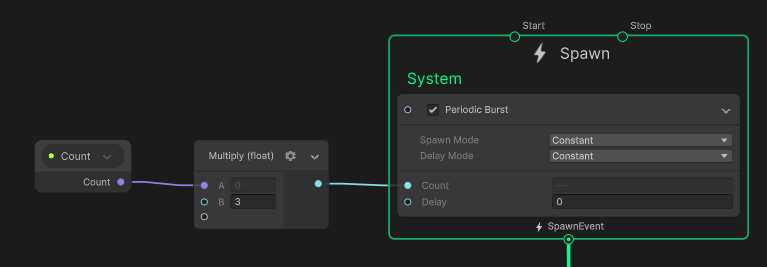 Start
Stop
Spawn
System
Periodic Burst
Spawn Mode Constant
Delay Mode Constant
Count
Count
Multiply (float)
A 0
B 3
Count —
Delay 0
SpawnEvent